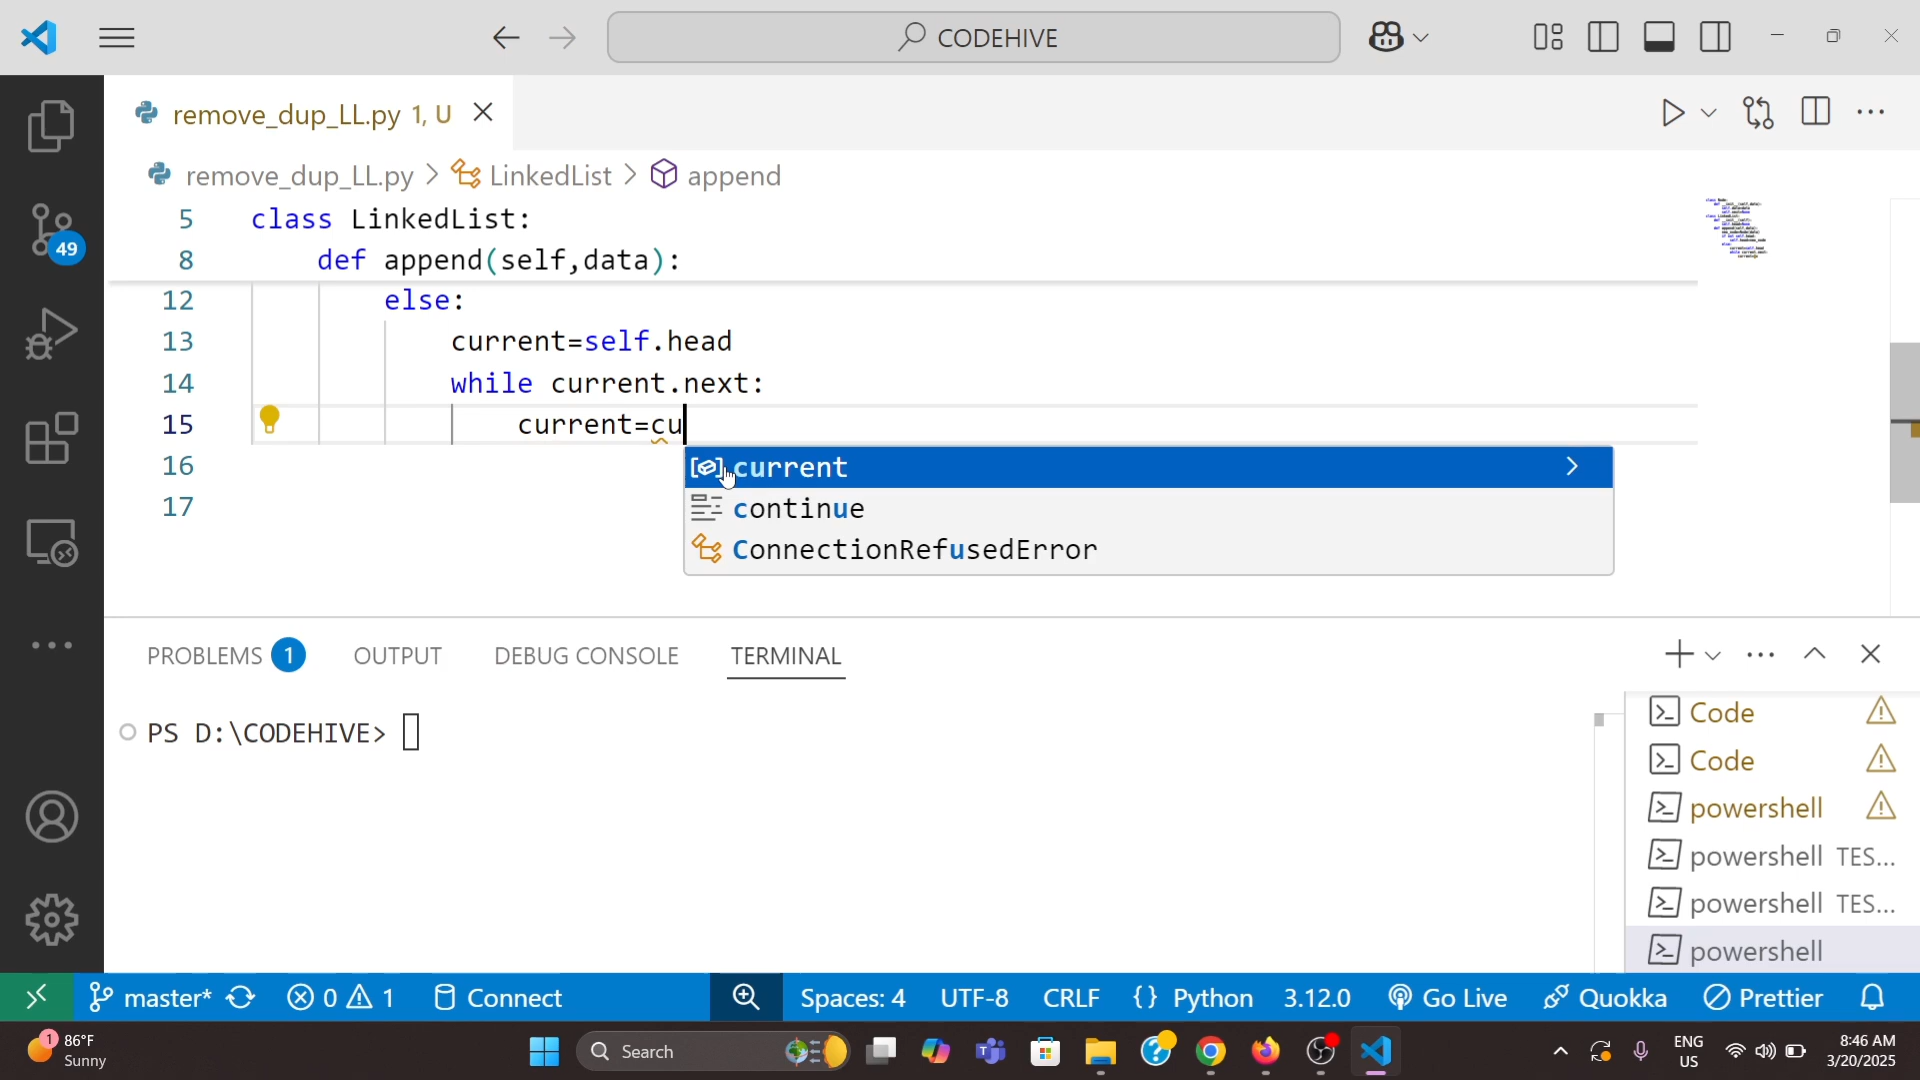 CODEHIVE
remove_dup_LL.py 1, U
remove_dup_LL.py > LinkedList > append
5 class LinkedList:
8 def append(self,data):
12 else:
13 current=self.head
14 while current.next:
15 current=cu
16
17
current
continue
ConnectionRefusedError
49
PROBLEMS 1 OUTPUT DEBUG CONSOLE TERMINAL
PS D:\CODEHIVE>
Code
Code
powershell
powershell TES...
powershell TES...
powershell
master* 0 1 Connect Spaces: 4 UTF-8 CRLF {} Python 3.12.0 Go Live Quokka Prettier
1 86°F
Sunny
Search
ENG
US
8:46 AM
3/20/2025